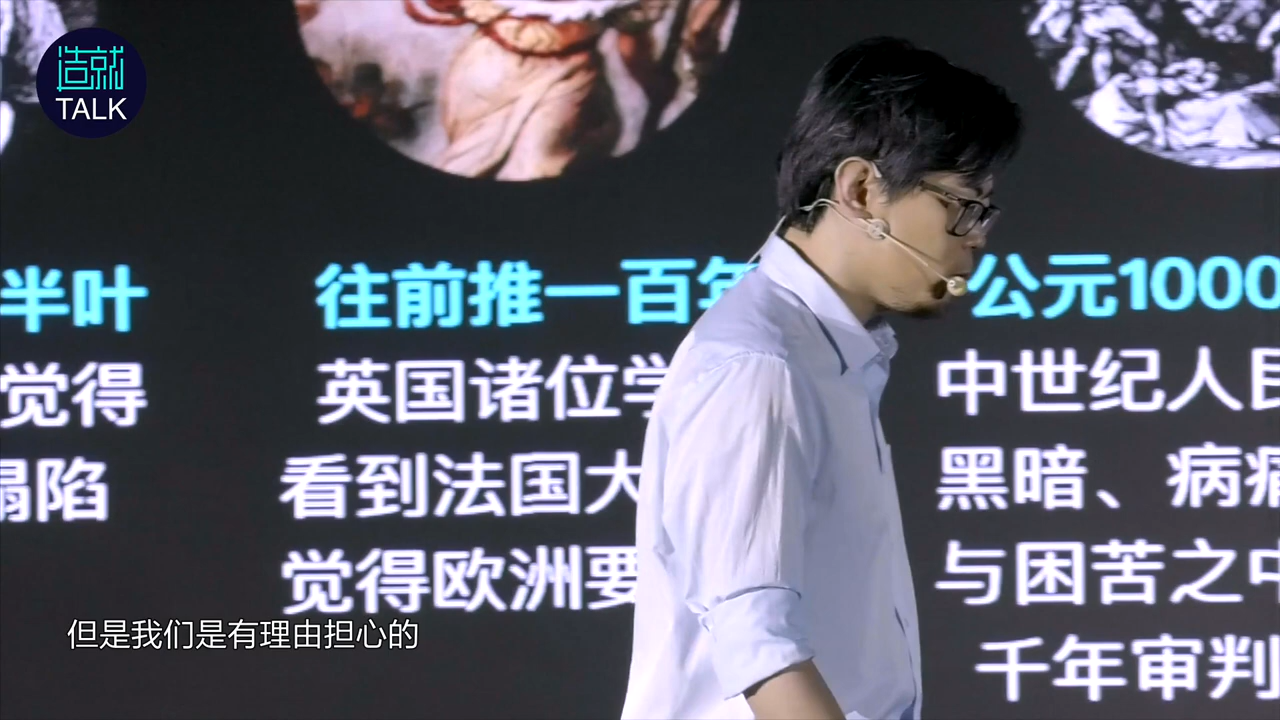 造就
TALK
半叶
觉得
塌陷
往前推一百年
英国诸位学
看到法国大
觉得欧洲要
公元1000
中世纪人民
黑暗、病痛
与困苦之中
千年审判
但是我们是有理由担心的